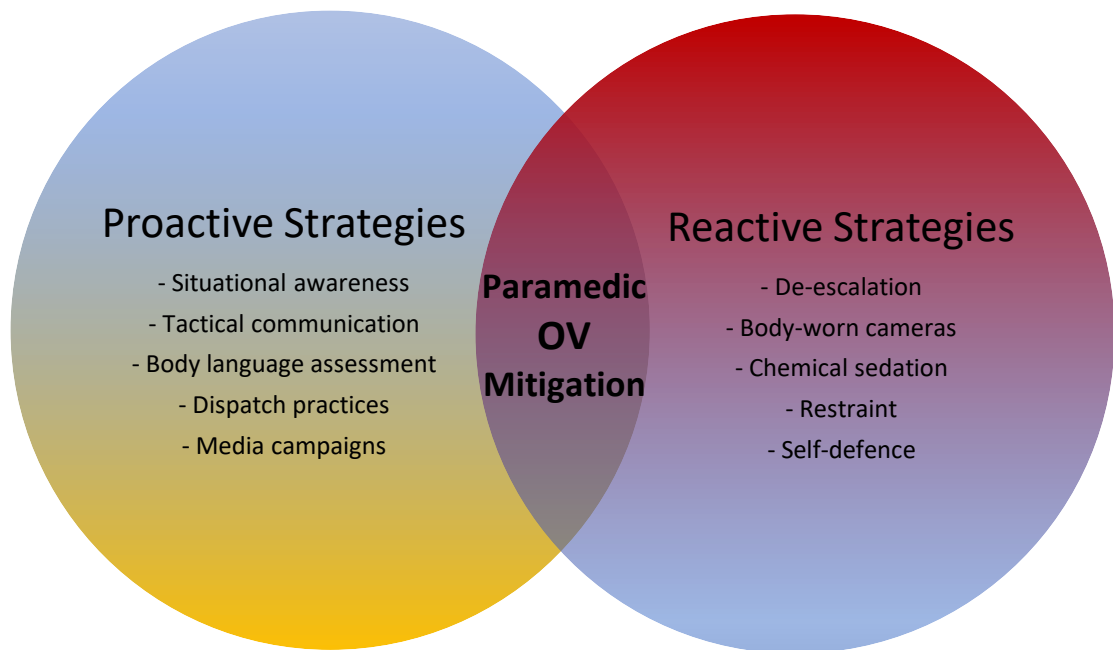 Proactive Strategies
- Situational awareness
- Tactical communication
- Body language assessment
- Dispatch practices
- Media campaigns
Paramedic
OV
Mitigation
Reactive Strategies
- De-escalation
- Body-worn cameras
- Chemical sedation
- Restraint
- Self-defence